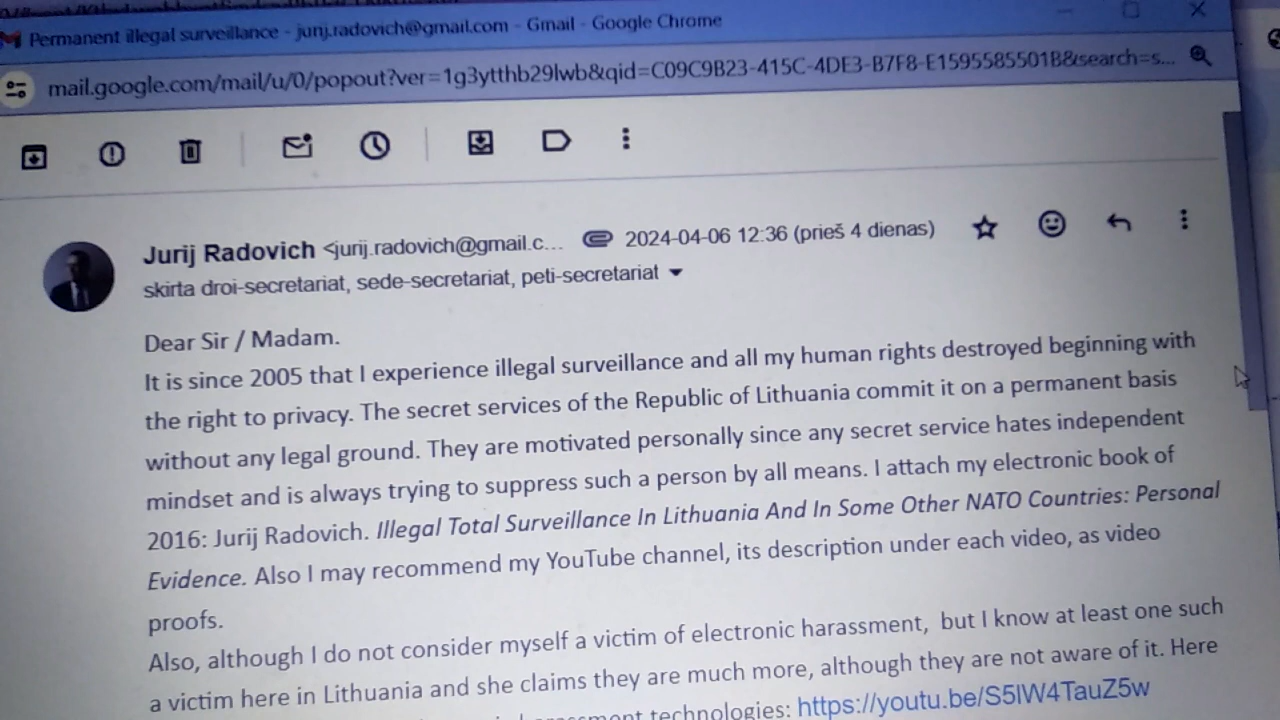 Permanent illegal surveillance - jurij.radovich@gmail.com - Gmail - Google Chrome
mail.google.com/mail/u/0/popout?ver=1g3ytthb29lwb&qid=C09C9B23-415C-4DE3-B7F8-E1595585501B&search=s...
Jurij Radovich <jurij.radovich@gmail.c... 2024-04-06 12:36 (prieš 4 dienas)
skirta droi-secretariat, sede-secretariat, peti-secretariat
Dear Sir / Madam.
It is since 2005 that I experience illegal surveillance and all my human rights destroyed beginning with
the right to privacy. The secret services of the Republic of Lithuania commit it on a permanent basis
without any legal ground. They are motivated personally since any secret service hates independent
mindset and is always trying to suppress such a person by all means. I attach my electronic book of
2016: Jurij Radovich. Illegal Total Surveillance In Lithuania And In Some Other NATO Countries: Personal
Evidence. Also I may recommend my YouTube channel, its description under each video, as video
proofs.
Also, although I do not consider myself a victim of electronic harassment, but I know at least one such
a victim here in Lithuania and she claims they are much more, although they are not aware of it. Here
technologies: https://youtu.be/S5lW4TauZ5w